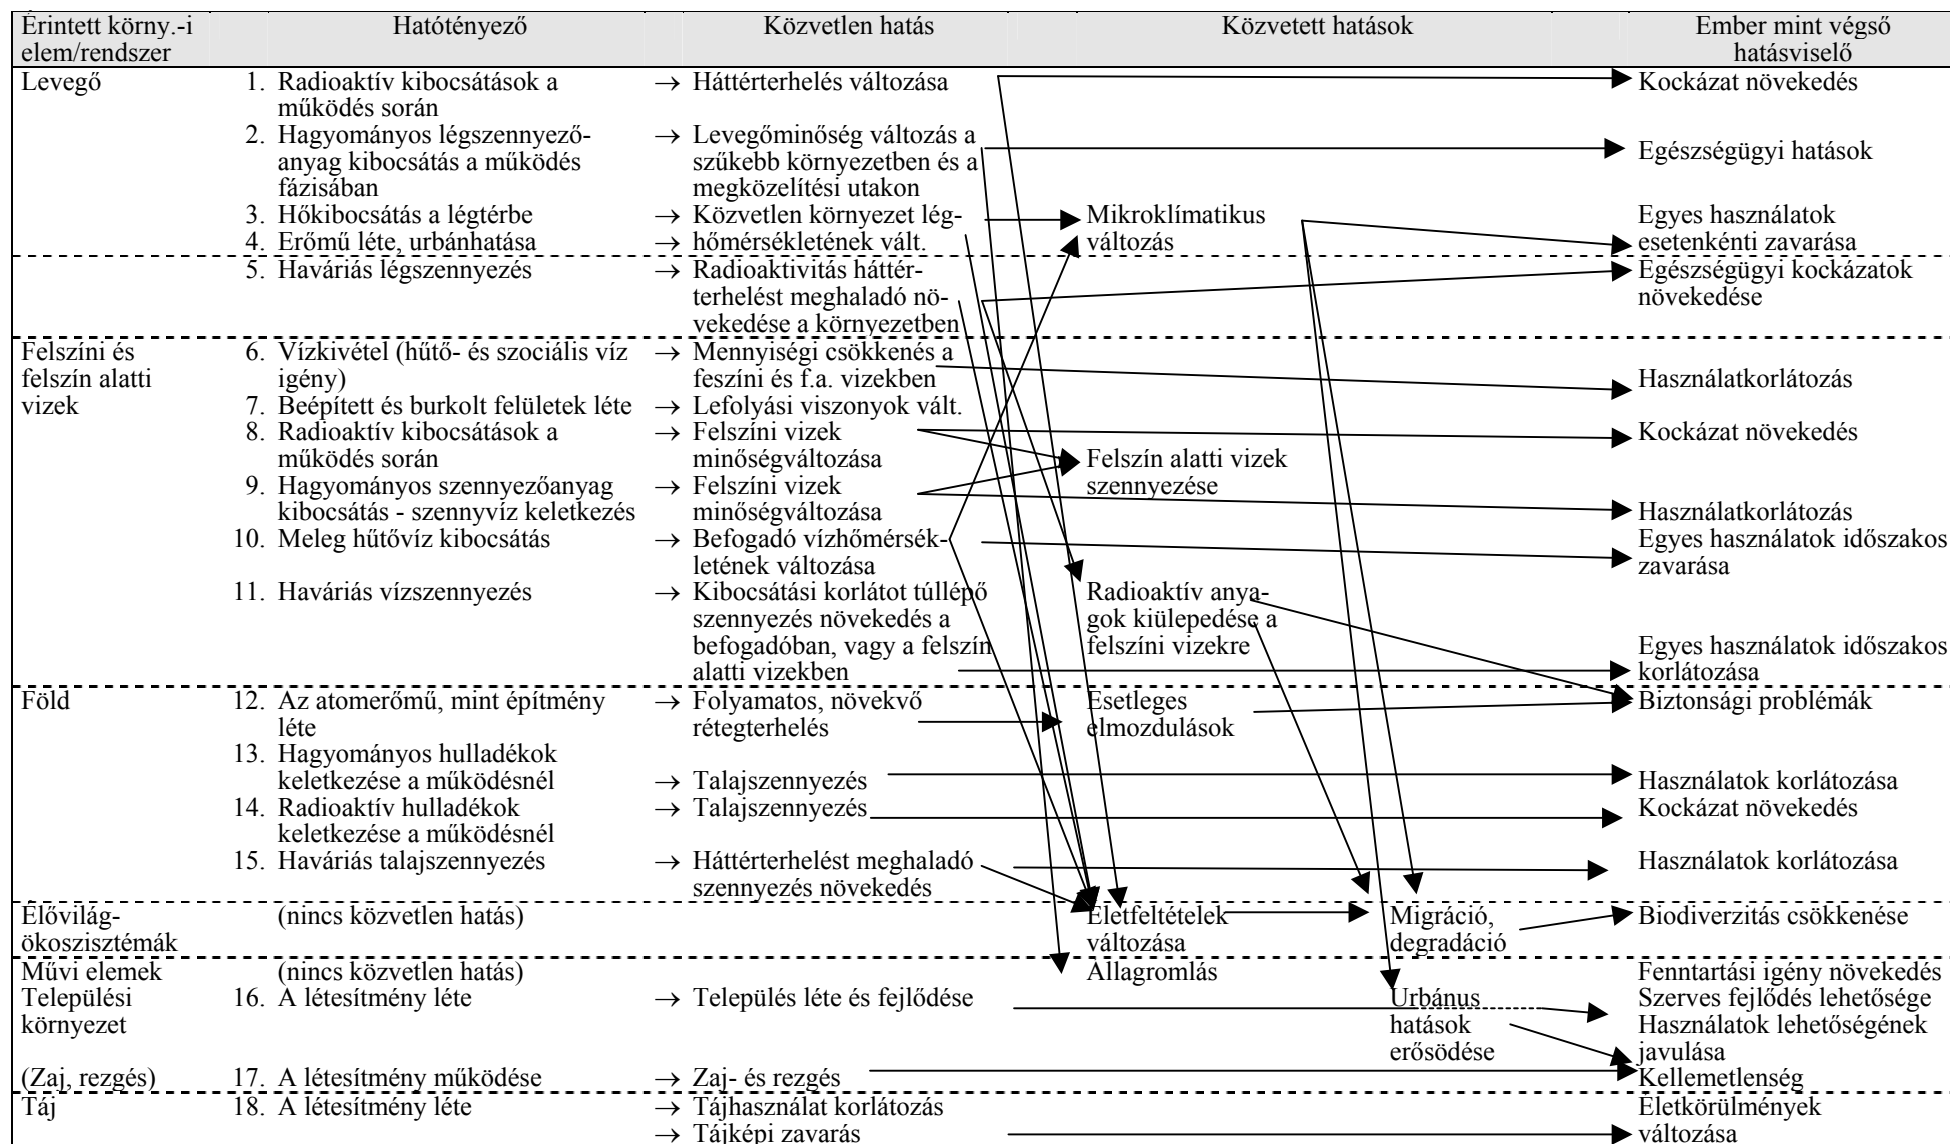 Érintett körny.-i Hatótényező Közvetlen hatás Közvetett hatások Ember mint végső
elem/rendszer hatásviselő
Levegő 1. Radioaktív kibocsátások a → Háttérterhelés változása Kockázat növekedés
működés során
2. Hagyományos légszennyező- → Levegőminőség változás a
anyag kibocsátás a működés szűkebb környezetben és a Egészségügyi hatások
fázisában megközelítési utakon
3. Hőkibocsátás a légtérbe → Közvetlen környezet lég- Mikroklímatikus Egyes használatok
4. Erőmű léte, urbánhatása → hőmérsékletének vált. változás esetenkénti zavarása
5. Haváriás légszennyezés → Radioaktivitás háttér- Egészségügyi kockázatok
terhelést meghaladó nö- növekedése
vekedése a környezetben
Felszíni és 6. Vízkivétel (hűtő- és szociális víz → Mennyiségi csökkenés a
felszín alatti igény) feszíni és f.a. vizekben Használatkorlátozás
vizek 7. Beépített és burkolt felületek léte → Lefolyási viszonyok vált.
8. Radioaktív kibocsátások a → Felszíni vizek Kockázat növekedés
működés során minőségváltozása Felszín alatti vizek
9. Hagyományos szennyezőanyag → Felszíni vizek szennyezése
kibocsátás - szennyvíz keletkezés minőségváltozása Használatkorlátozás
10. Meleg hűtővíz kibocsátás → Befogadó vízhőmérsék- Egyes használatok időszakos
letének változása zavarása
11. Haváriás vízszennyezés → Kibocsátási korlátot túllépő Radioaktív anya-
szennyezés növekedés a gok kiülepedése a
befogadóban, vagy a felszín felszíni vizekre Egyes használatok időszakos
alatti vizekben korlátozása
Föld 12. Az atomerőmű, mint építmény → Folyamatos, növekvő Esetleges Biztonsági problémák
léte rétegterhelés elmozdulások
13. Hagyományos hulladékok
keletkezése a működésnél → Talajszennyezés Használatok korlátozása
14. Radioaktív hulladékok → Talajszennyezés Kockázat növekedés
keletkezése a működésnél
15. Haváriás talajszennyezés → Háttérterhelést meghaladó Használatok korlátozása
szennyezés növekedés
Élővilág- (nincs közvetlen hatás) Életfeltételek Migráció, Biodiverzitás csökkenése
ökoszisztémák változása degradáció
Művi elemek (nincs közvetlen hatás) Állagromlás Fenntartási igény növekedés
Települési 16. A létesítmény léte → Település léte és fejlődése Urbánus Szerves fejlődés lehetősége
környezet hatások Használatok lehetőségének
erősödése javulása
(Zaj, rezgés) 17. A létesítmény működése → Zaj- és rezgés Kellemetlenség
Táj 18. A létesítmény léte → Tájhasználat korlátozás Életkörülmények
→ Tájképi zavarás változása